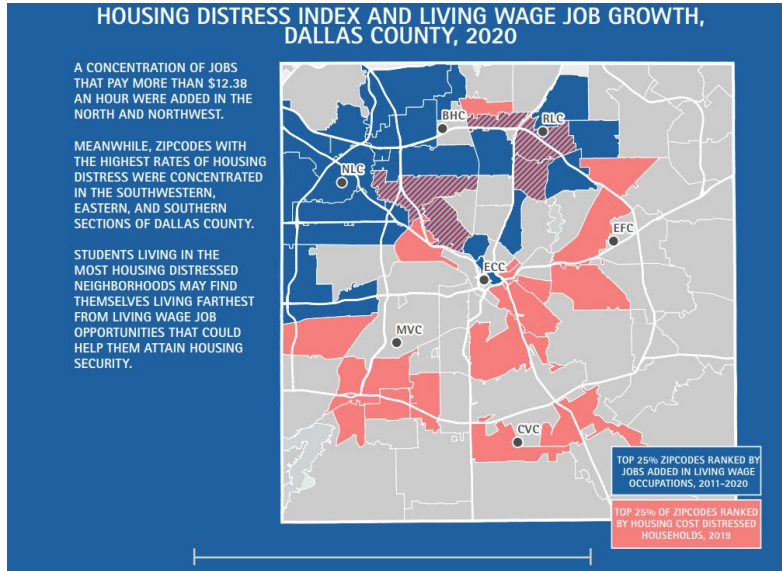 HOUSING DISTRESS INDEX AND LIVING WAGE JOB GROWTH,
DALLAS COUNTY, 2020
A CONCENTRATION OF JOBS
THAT PAY MORE THAN $12.38
AN HOUR WERE ADDED IN THE
NORTH AND NORTHWEST.
MEANWHILE, ZIPCODES WITH
THE HIGHEST RATES OF HOUSING
DISTRESS WERE CONCENTRATED
IN THE SOUTHWESTERN,
EASTERN, AND SOUTHERN
SECTIONS OF DALLAS COUNTY.
STUDENTS LIVING IN THE
MOST HOUSING DISTRESSED
NEIGHBORHOODS MAY FIND
THEMSELVES LIVING FARTHEST
FROM LIVING WAGE JOB
OPPORTUNITIES THAT COULD
HELP THEM ATTAIN HOUSING
SECURITY.
BHC
RLC
NLC
EFC
ECC
MVC
CVC
TOP 25% ZIPCODES RANKED BY
JOBS ADDED IN LIVING WAGE
OCCUPATIONS, 2011-2020
TOP 25% OF ZIPCODES RANKED
BY HOUSING COST DISTRESSED
HOUSEHOLDS, 2019